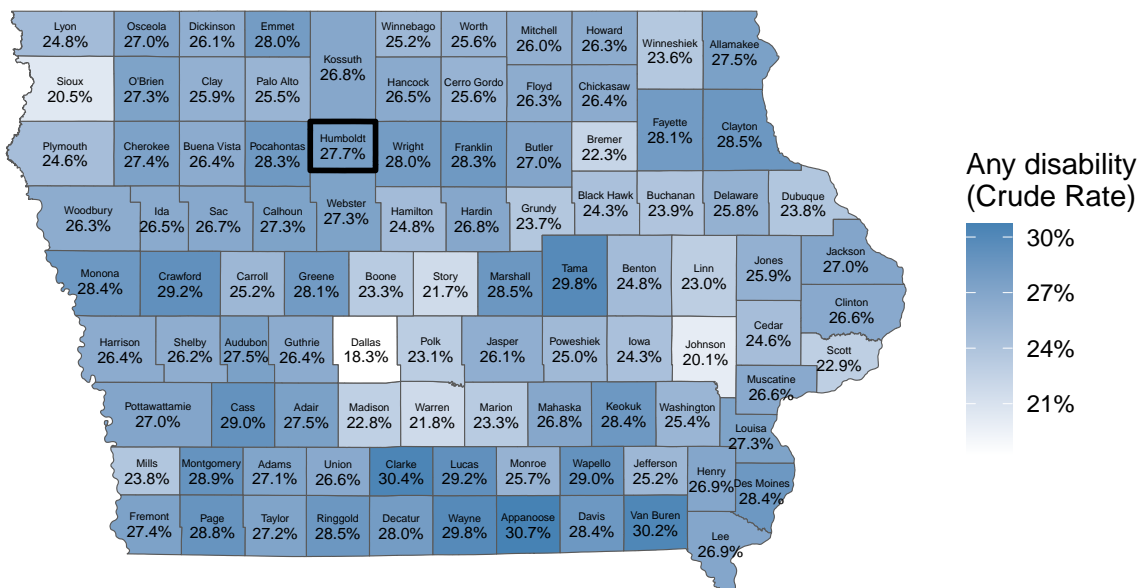 Lyon
24.8%
Osceola
27.0%
Dickinson
26.1%
Emmet
28.0%
Kossuth
26.8%
Winnebago
25.2%
Worth
25.6%
Mitchell
26.0%
Howard
26.3%
Winneshiek
23.6%
Allamakee
27.5%
Sioux
20.5%
O'Brien
27.3%
Clay
25.9%
Palo Alto
25.5%
Hancock
26.5%
Cerro Gordo
25.6%
Floyd
26.3%
Chickasaw
26.4%
Fayette
28.1%
Clayton
28.5%
Plymouth
24.6%
Cherokee
27.4%
Buena Vista
26.4%
Pocahontas
28.3%
Humboldt
27.7%
Wright
28.0%
Franklin
28.3%
Butler
27.0%
Bremer
22.3%
Woodbury
26.3%
Ida
26.5%
Sac
26.7%
Calhoun
27.3%
Webster
27.3%
Hamilton
24.8%
Hardin
26.8%
Grundy
23.7%
Black Hawk
24.3%
Buchanan
23.9%
Delaware
25.8%
Dubuque
23.8%
Monona
28.4%
Crawford
29.2%
Carroll
25.2%
Greene
28.1%
Boone
23.3%
Story
21.7%
Marshall
28.5%
Tama
29.8%
Benton
24.8%
Linn
23.0%
Jones
25.9%
Jackson
27.0%
Clinton
26.6%
Harrison
26.4%
Shelby
26.2%
Audubon
27.5%
Guthrie
26.4%
Dallas
18.3%
Polk
23.1%
Jasper
26.1%
Poweshiek
25.0%
Iowa
24.3%
Johnson
20.1%
Cedar
24.6%
Scott
22.9%
Muscatine
26.6%
Pottawattamie
27.0%
Cass
29.0%
Adair
27.5%
Madison
22.8%
Warren
21.8%
Marion
23.3%
Mahaska
26.8%
Keokuk
28.4%
Washington
25.4%
Louisa
27.3%
Mills
23.8%
Montgomery
28.9%
Adams
27.1%
Union
26.6%
Clarke
30.4%
Lucas
29.2%
Monroe
25.7%
Wapello
29.0%
Jefferson
25.2%
Henry
26.9%
Des Moines
28.4%
Fremont
27.4%
Page
28.8%
Taylor
27.2%
Ringgold
28.5%
Decatur
28.0%
Wayne
29.8%
Appanoose
30.7%
Davis
28.4%
Van Buren
30.2%
Lee
26.9%
Any disability
(Crude Rate)
30%
27%
24%
21%